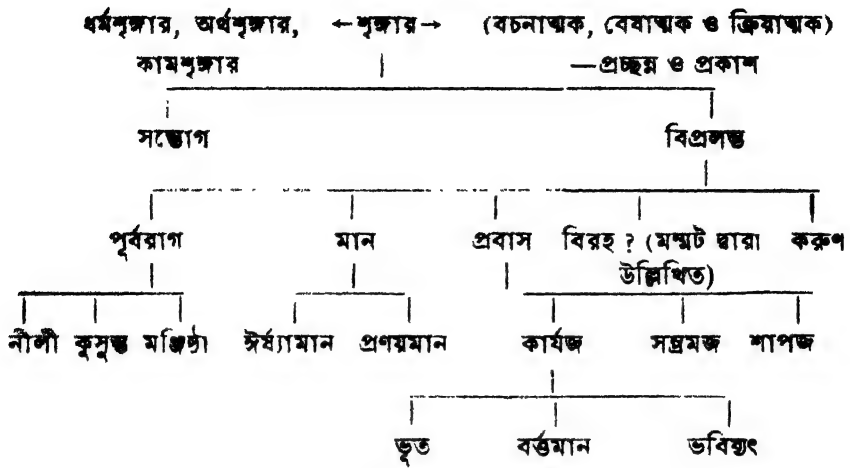 ধর্মশৃঙ্গার, অর্থশৃঙ্গার, ←শৃঙ্গার→ (বচনাত্মক, বেষাত্মক ও ক্রিয়াত্মক)
কামশৃঙ্গার —প্রচ্ছন্ন ও প্রকাশ
সম্ভোগ বিপ্রলম্ভ
পূর্বরাগ মান প্রবাস বিরহ ? (মম্মট দ্বারা করুণ
উল্লিখিত)
নীলী কুসুম্ভ মঞ্জিষ্ঠা ঈর্ষ্যামান প্রণয়মান কার্যজ সম্ভ্রমজ শাপজ
ভূত বর্ত্তমান ভবিষ্যৎ